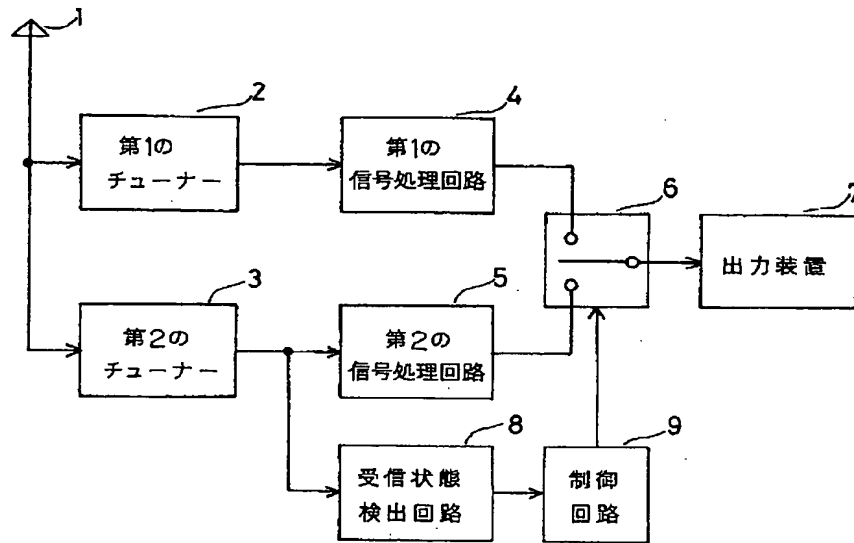 1
2
第1の
チューナー
4
第1の
信号処理回路
6
7
出力装置
3
第2の
チューナー
5
第2の
信号処理回路
8
受信状態
検出回路
9
制御
回路